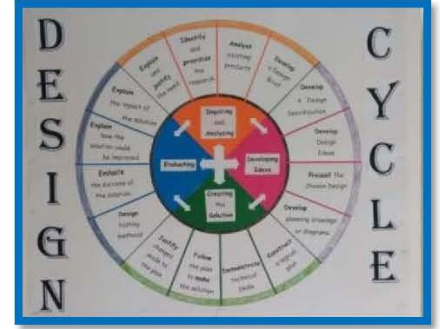 DESIGN
CYCLE
Inquiring
and
Analysing
Developing
Ideas
Creating
the
Solution
Evaluating
Explain
and
justify
the need
Identify
and
prioritise
the
research
Analyse
existing
products
Develop
a Design
Brief
Develop
a Design
Specification
Develop
Design
Ideas
Present the
chosen Design
Develop
planning drawings
or diagrams
Construct
a logical
plan
Demonstrate
technical
Skills
Follow
the plan
to make
the solution
Justify
changes
made to
the plan
Design
testing
methods
Evaluate
the success of
the solution
Explain
how the
solution could
be improved
Explain
the impact of
the solution